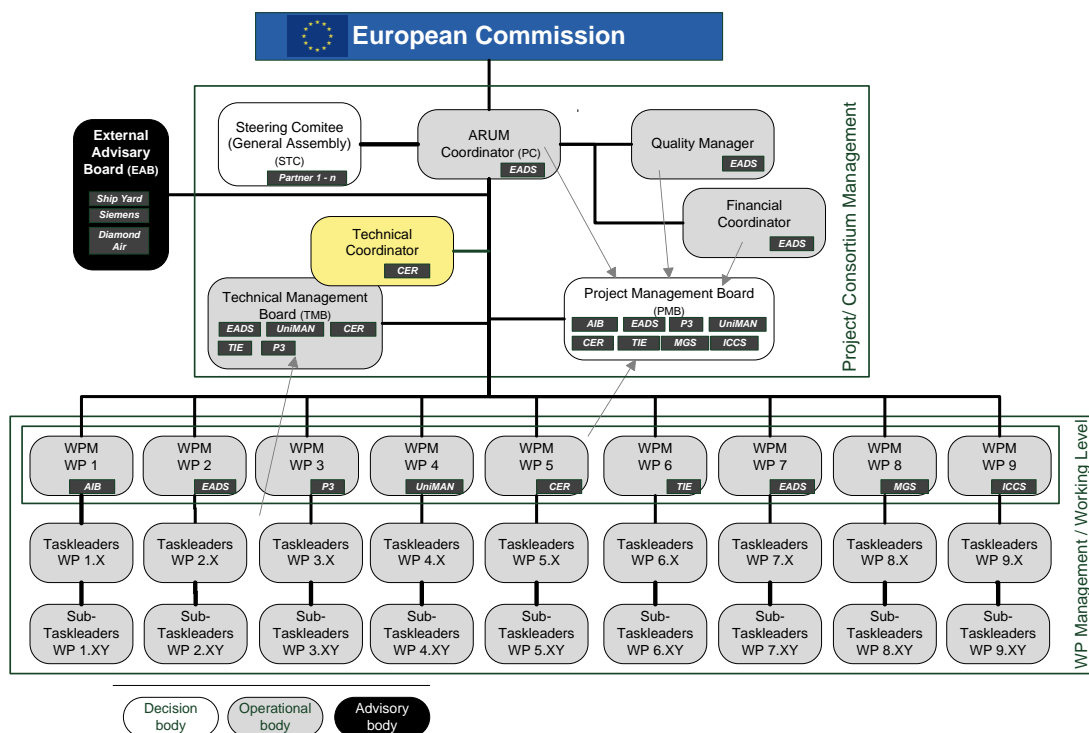 European Commission
Steering Comitee
(General Assembly)
(STC)
Partner 1 - n
ARUM
Coordinator (PC)
EADS
Quality Manager
EADS
External
Advisory
Board (EAB)
Ship Yard
Siemens
Diamond
Air
Financial
Coordinator
EADS
Technical
Coordinator
CER
Technical Management
Board (TMB)
EADS UniMAN CER
TIE P3
Project Management Board
(PMB)
AIB EADS P3 UniMAN
CER TIE MGS ICCS
Project/ Consortium Management
WPM
WP 1
AIB
WPM
WP 2
EADS
WPM
WP 3
P3
WPM
WP 4
UniMAN
WPM
WP 5
CER
WPM
WP 6
TIE
WPM
WP 7
EADS
WPM
WP 8
MGS
WPM
WP 9
ICCS
Taskleaders
WP 1.X
Taskleaders
WP 2.X
Taskleaders
WP 3.X
Taskleaders
WP 4.X
Taskleaders
WP 5.X
Taskleaders
WP 6.X
Taskleaders
WP 7.X
Taskleaders
WP 8.X
Taskleaders
WP 9.X
Sub-
Taskleaders
WP 1.XY
Sub-
Taskleaders
WP 2.XY
Sub-
Taskleaders
WP 3.XY
Sub-
Taskleaders
WP 4.XY
Sub-
Taskleaders
WP 5.XY
Sub-
Taskleaders
WP 6.XY
Sub-
Taskleaders
WP 7.XY
Sub-
Taskleaders
WP 8.XY
Sub-
Taskleaders
WP 9.XY
WP Management / Working Level
Decision
body
Operational
body
Advisory
body